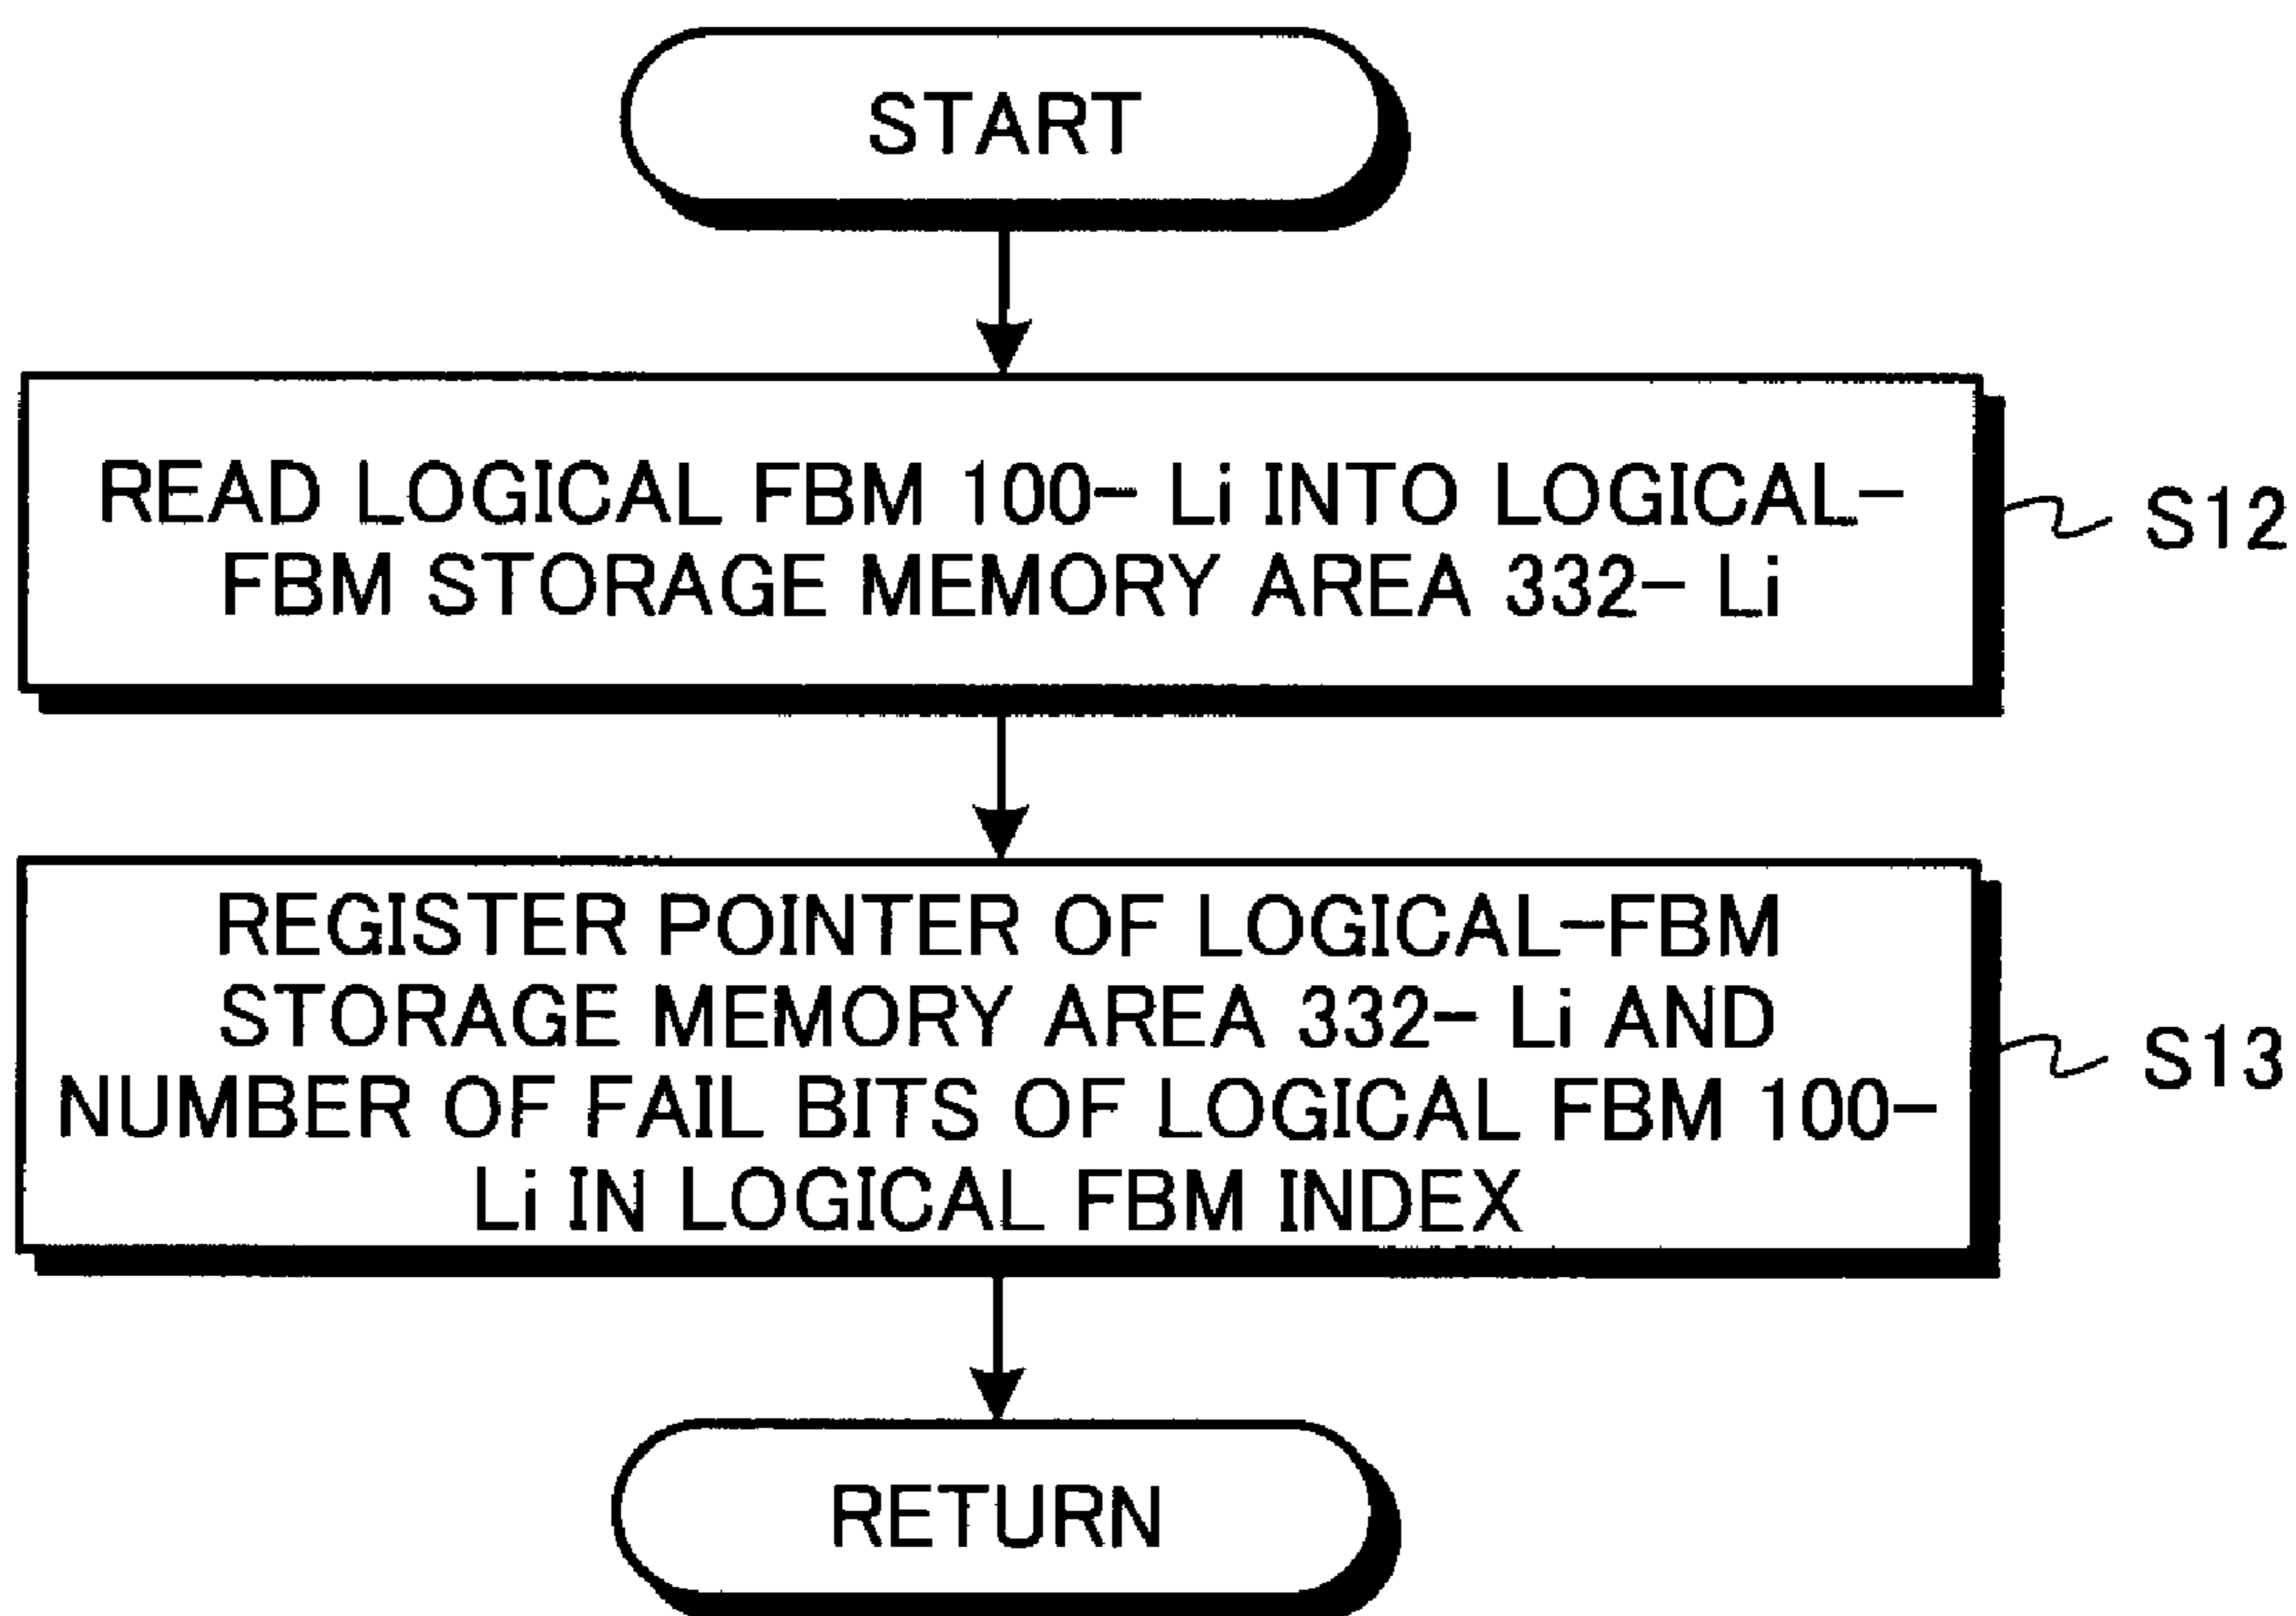 START
READ LOGICAL FBM 100- Li INTO LOGICAL-
FBM STORAGE MEMORY AREA 332- Li
S12
REGISTER POINTER OF LOGICAL-FBM
STORAGE MEMORY AREA 332- Li AND
NUMBER OF FAIL BITS OF LOGICAL FBM 100-
Li IN LOGICAL FBM INDEX
S13
RETURN